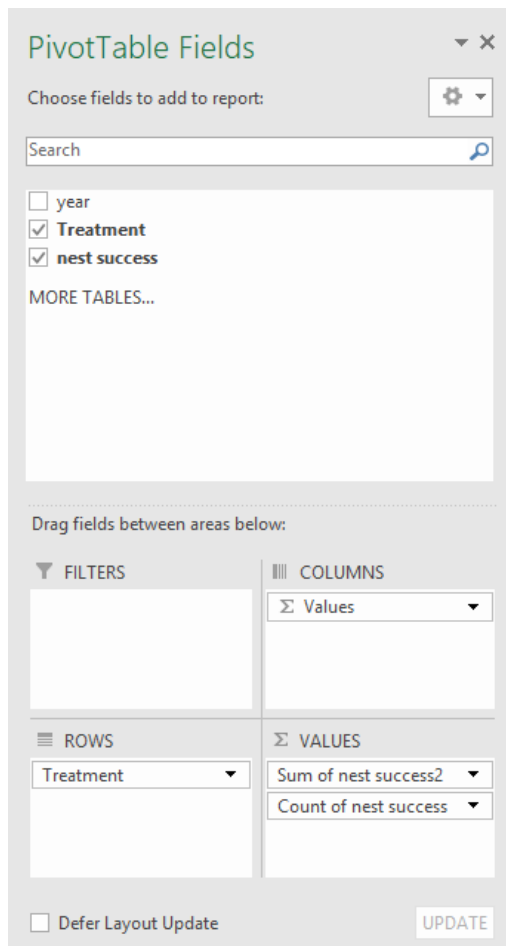 PivotTable Fields
Choose fields to add to report:
Search
year
Treatment
nest success
MORE TABLES...
Drag fields between areas below:
FILTERS
COLUMNS
Σ Values
ROWS
Σ VALUES
Treatment
Sum of nest success2
Count of nest success
Defer Layout Update
UPDATE